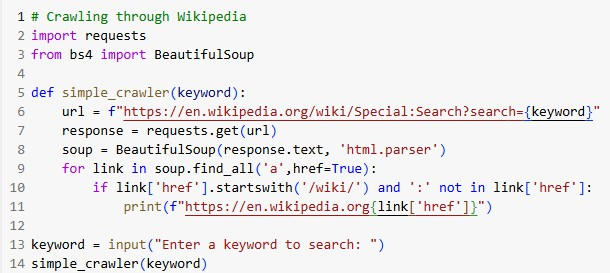 1 # Crawling through Wikipedia
2 import requests
3 from bs4 import BeautifulSoup
4
5 def simple_crawler(keyword):
6     url = f"https://en.wikipedia.org/wiki/Special:Search?search={keyword}"
7     response = requests.get(url)
8     soup = BeautifulSoup(response.text, 'html.parser')
9     for link in soup.find_all('a',href=True):
10         if link['href'].startswith('/wiki/') and ':' not in link['href']:
11             print(f"https://en.wikipedia.org{link['href']}")
12
13 keyword = input("Enter a keyword to search: ")
14 simple_crawler(keyword)